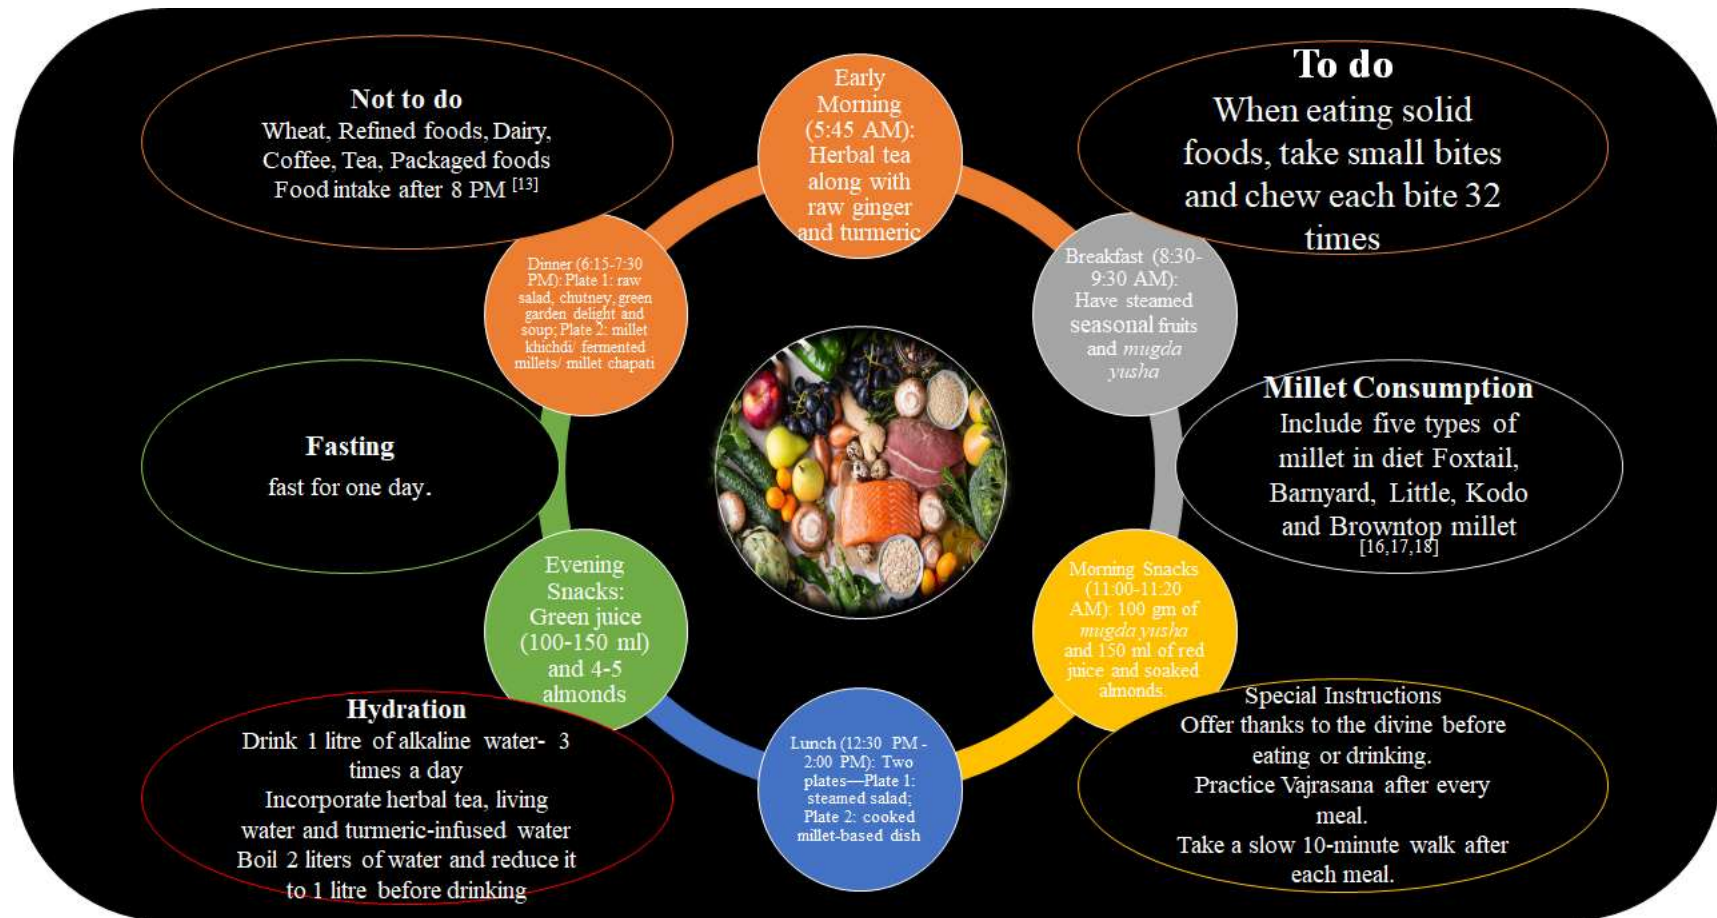 Not to do
Wheat, Refined foods, Dairy,
Coffee, Tea, Packaged foods
Food intake after 8 PM [13]
Early
Morning
(5:45 AM):
Herbal tea
along with
raw ginger
and turmeric
To do
When eating solid
foods, take small bites
and chew each bite 32
times
Dinner (6:15-7:30
PM): Plate 1: raw
salad, chutney, green
garden delight and
soup; Plate 2: millet
khichdi/ fermented
millets/ millet chapati
Breakfast (8:30-
9:30 AM):
Have steamed
seasonal fruits
and mugda
yusha
Fasting
fast for one day.
Millet Consumption
Include five types of
millet in diet Foxtail,
Barnyard, Little, Kodo
and Browntop millet
[16,17,18]
Evening
Snacks:
Green juice
(100-150 ml)
and 4-5
almonds
Morning Snacks
(11:00-11:20
AM): 100 gm of
mugda yusha
and 150 ml of red
juice and soaked
almonds.
Hydration
Drink 1 litre of alkaline water- 3
times a day
Incorporate herbal tea, living
water and turmeric-infused water
Boil 2 liters of water and reduce it
to 1 litre before drinking
Lunch (12:30 PM -
2:00 PM): Two
plates—Plate 1:
steamed salad;
Plate 2: cooked
millet-based dish
Special Instructions
Offer thanks to the divine before
eating or drinking.
Practice Vajrasana after every
meal.
Take a slow 10-minute walk after
each meal.